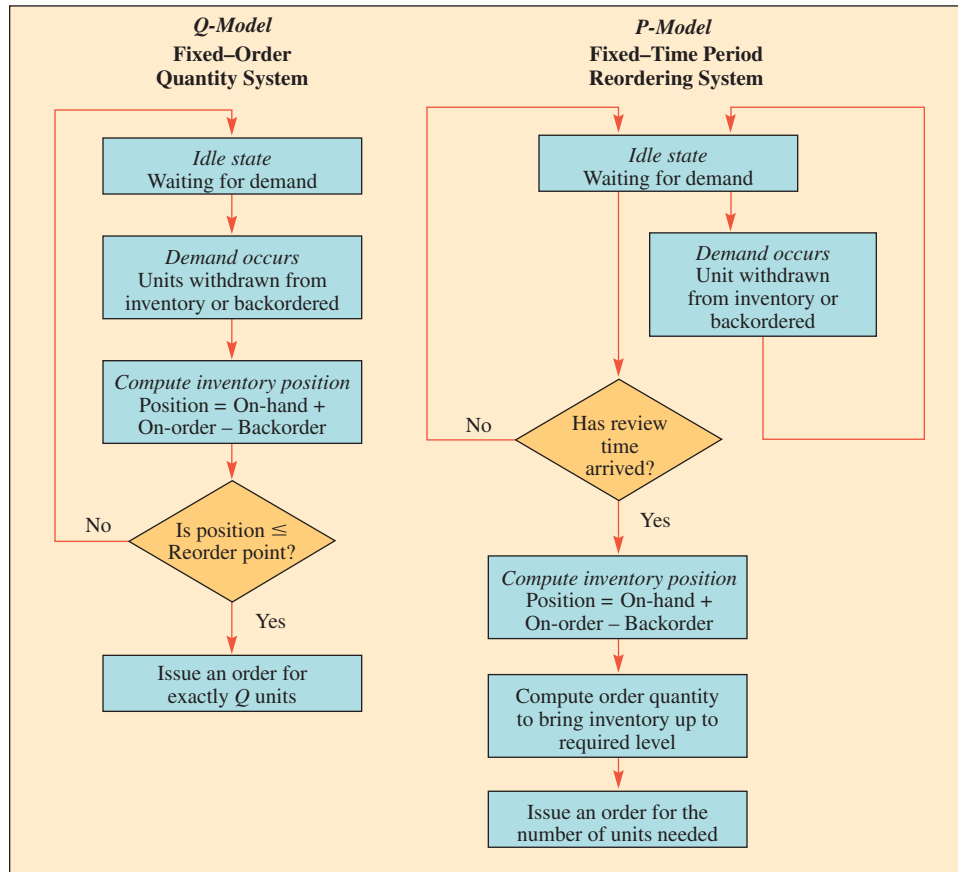 Q-Model
Fixed–Order
Quantity System
Idle state
Waiting for demand
Demand occurs
Units withdrawn from
inventory or backordered
Compute inventory position
Position = On-hand +
On-order – Backorder
No
Is position ≤
Reorder point?
Yes
Issue an order for
exactly Q units
P-Model
Fixed–Time Period
Reordering System
Idle state
Waiting for demand
Demand occurs
Unit withdrawn
from inventory or
backordered
No
Has review
time
arrived?
Yes
Compute inventory position
Position = On-hand +
On-order – Backorder
Compute order quantity
to bring inventory up to
required level
Issue an order for the
number of units needed